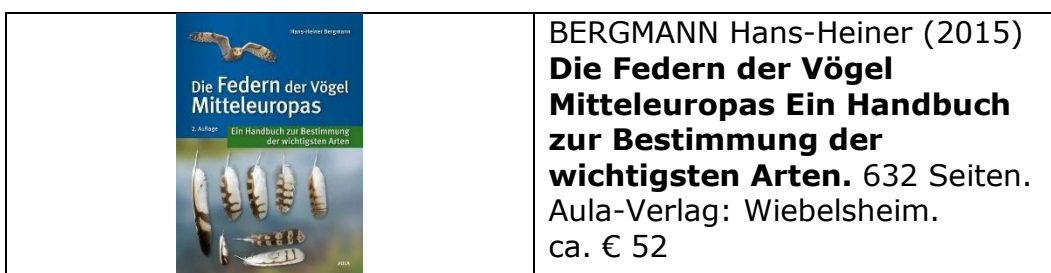 Hans-Heiner Bergmann
Die Federn der Vögel
Mitteleuropas
2. Auflage
Ein Handbuch zur Bestimmung
der wichtigsten Arten
AULA
BERGMANN Hans-Heiner (2015)
Die Federn der Vögel
Mitteleuropas Ein Handbuch
zur Bestimmung der
wichtigsten Arten. 632 Seiten.
Aula-Verlag: Wiebelsheim.
ca. € 52